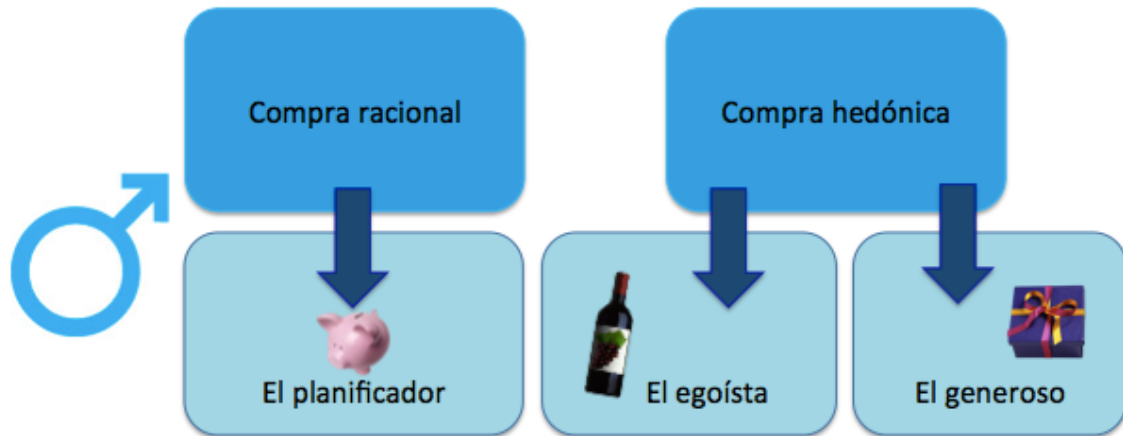 Compra racional
Compra hedónica
El planificador
El egoísta
El generoso